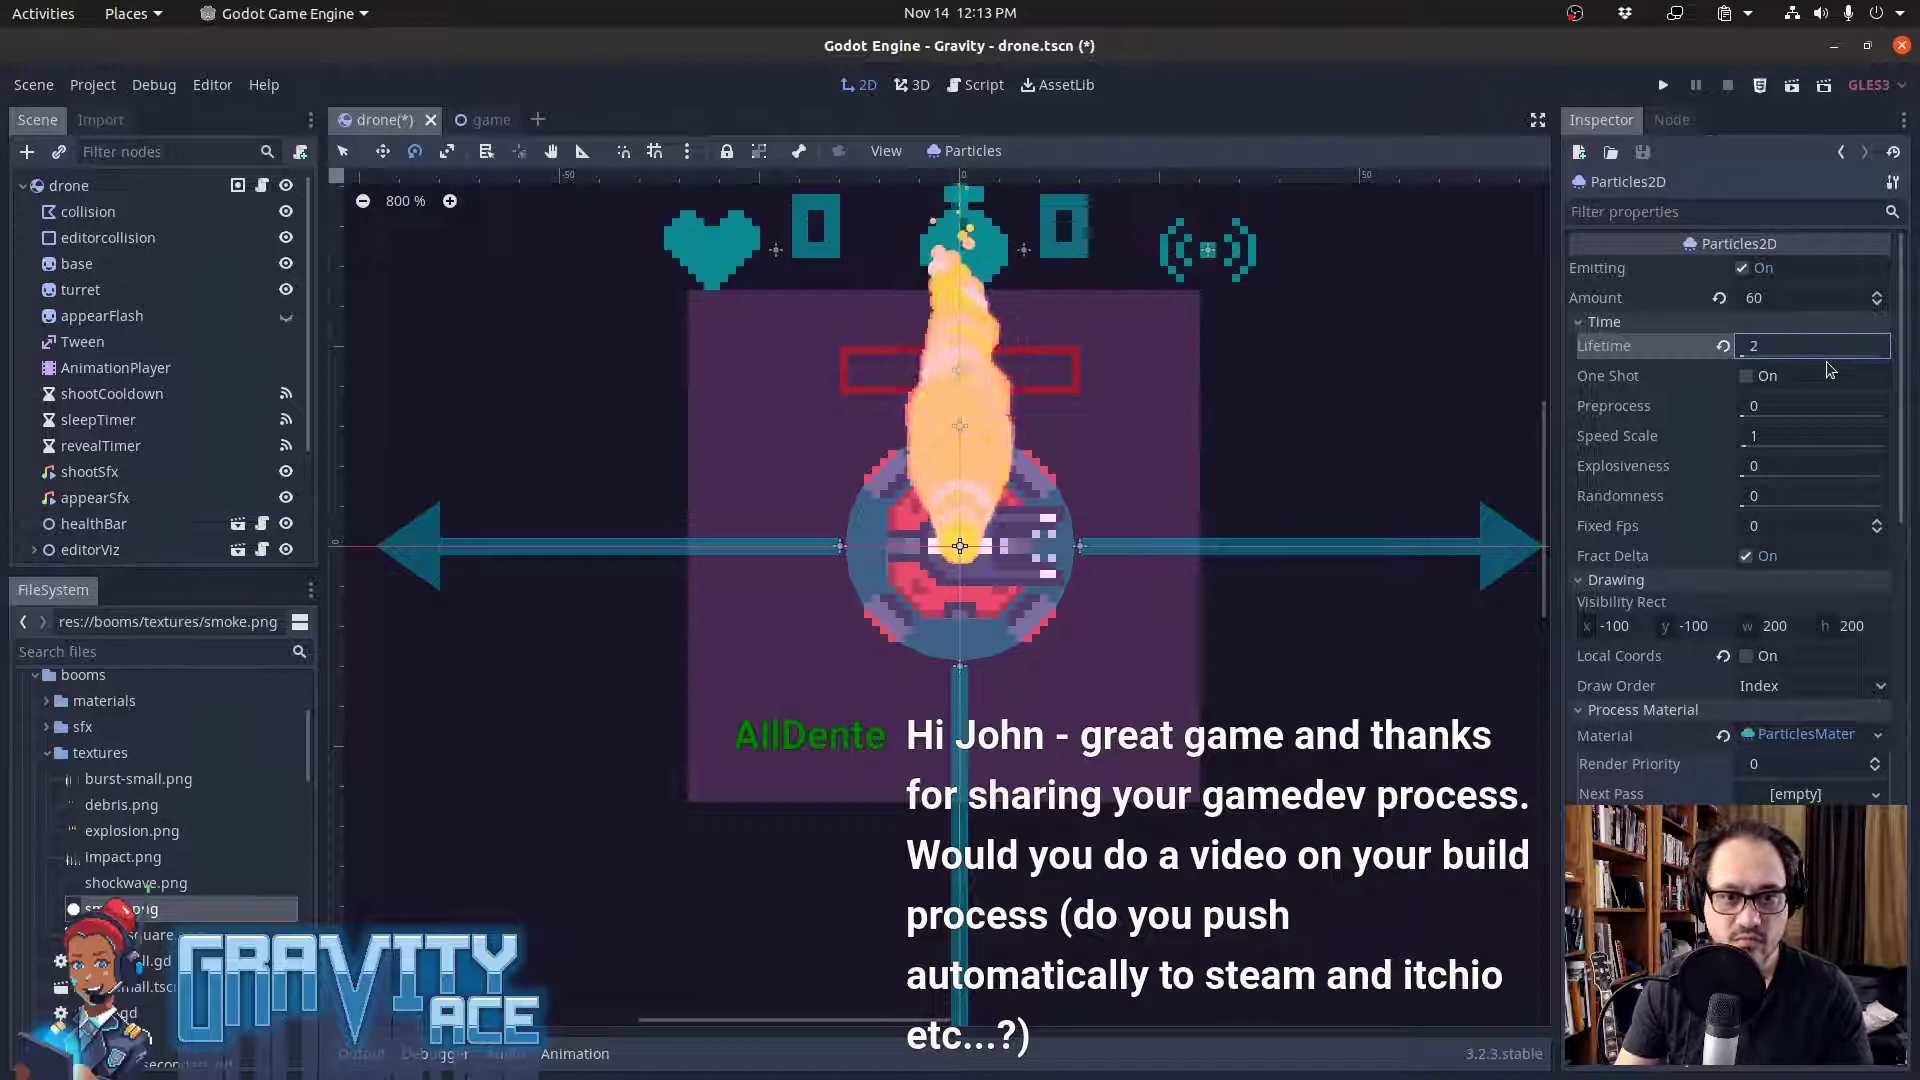 Activities Places Godot Game Engine Nov 14 12:13 PM
Godot Engine - Gravity - drone.tscn (*)
Scene Project Debug Editor Help 2D 3D Script AssetLib GLES3
Scene Import drone(*) game Inspector Node
Filter nodes View Particles
drone Particles2D
collision 800 % Filter properties
editorcollision Particles2D
base Emitting On
turret Amount 60
appearFlash Time
Tween Lifetime 2
AnimationPlayer One Shot On
shootCooldown Preprocess 0
sleepTimer Speed Scale 1
revealTimer Explosiveness 0
shootSfx Randomness 0
appearSfx Fixed Fps 0
healthBar Fract Delta On
editorViz Drawing
FileSystem Visibility Rect
res://booms/textures/smoke.png x -100 y -100 w 200 h 200
Search files Local Coords On
booms Draw Order Index
materials Process Material
sfx Material ParticlesMater
textures Render Priority 0
burst-small.png Next Pass [empty]
debris.png
explosion.png
impact.png
shockwave.png
AllDente Hi John - great game and thanks
for sharing your gamedev process.
Would you do a video on your build
process (do you push
automatically to steam and itchio
etc...?)
GRAVITY
ACE
Output Debugger Audio Animation 3.2.3.stable
-50 0 50
0